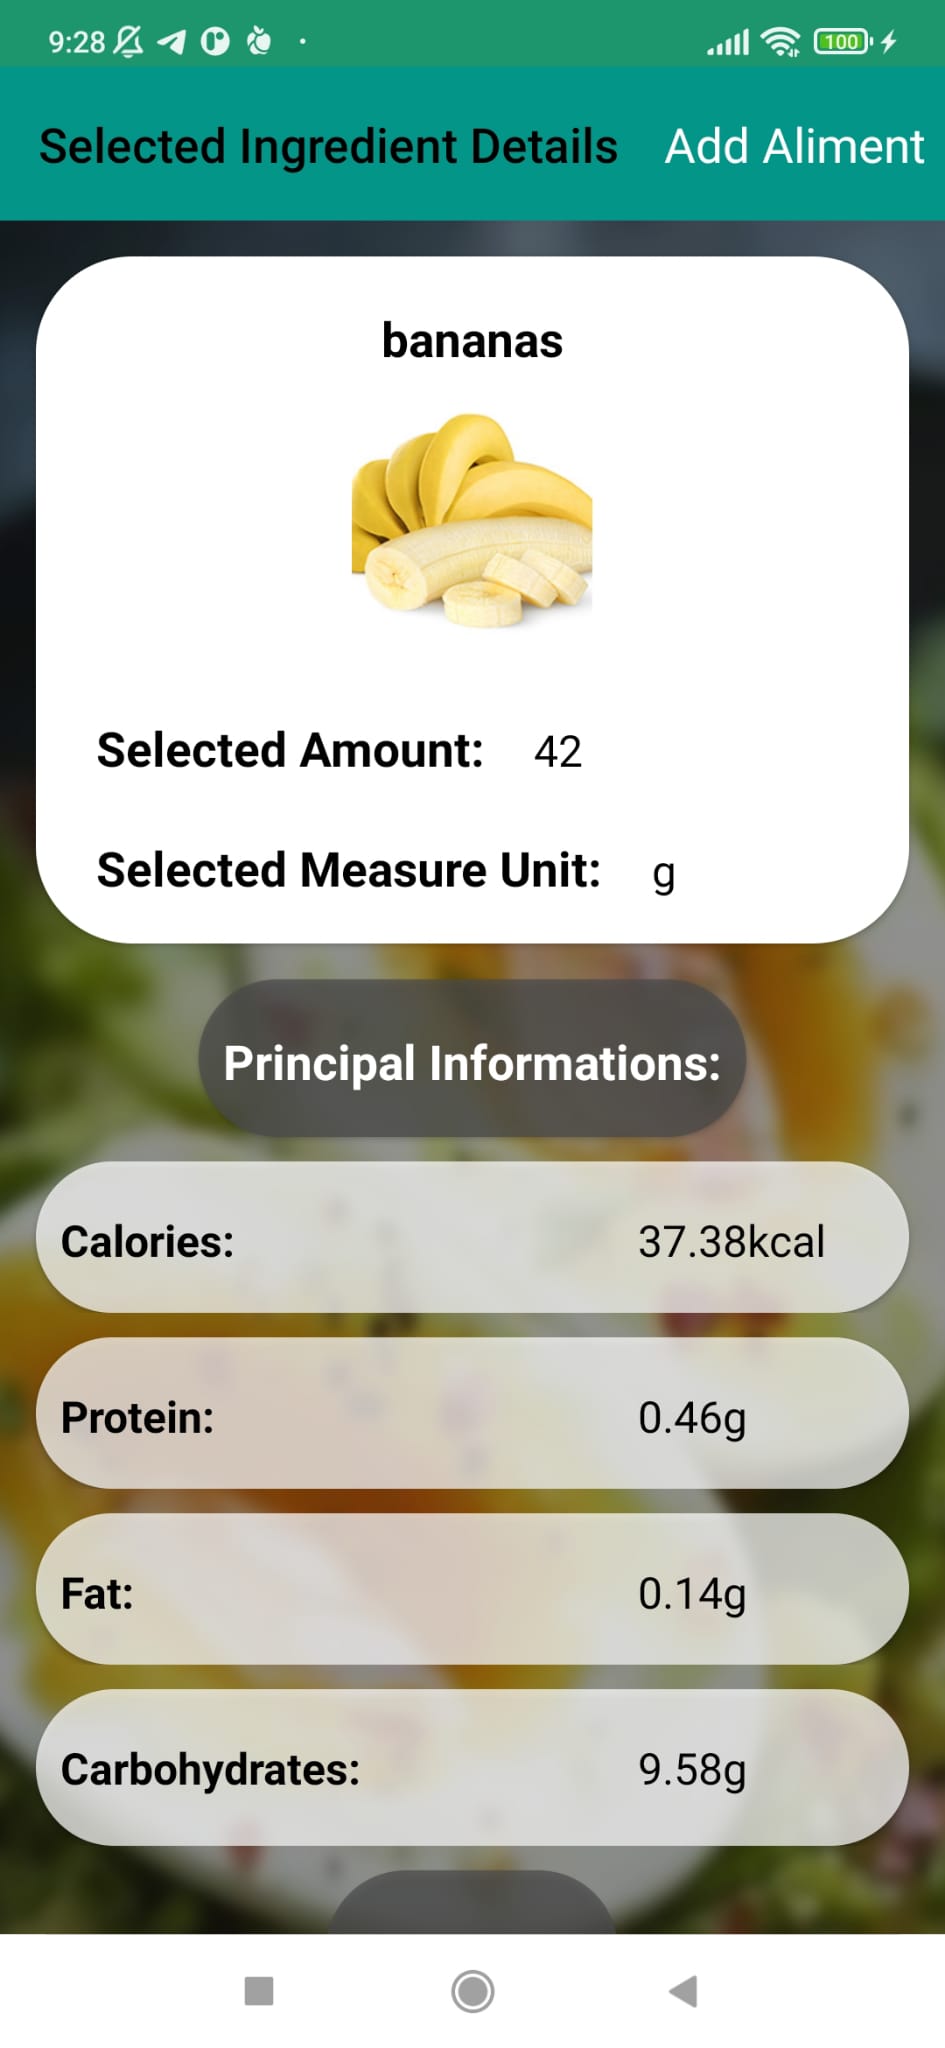 9:28 100
Selected Ingredient Details Add Aliment
bananas
Selected Amount: 42
Selected Measure Unit: g
Principal Informations:
Calories: 37.38kcal
Protein: 0.46g
Fat: 0.14g
Carbohydrates: 9.58g